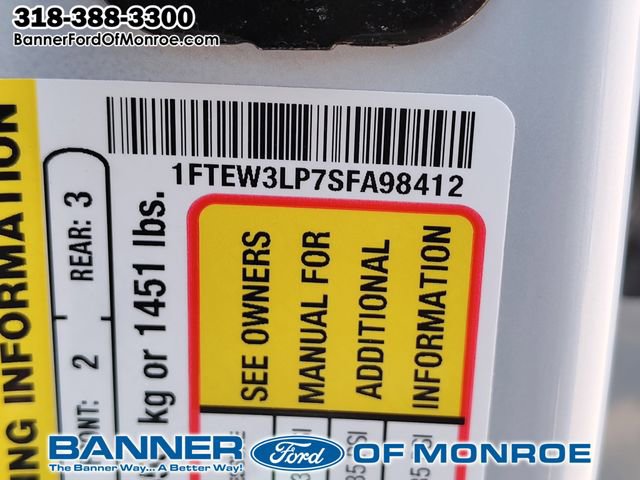 318-388-3300
BannerFordOfMonroe.com
1FTEW3LP7SFA98412
INFORMATION
REAR: 3
2
kg or 1451 lbs.
SEE OWNERS
MANUAL FOR
ADDITIONAL
INFORMATION
BANNER Ford OF MONROE
The Banner Way... A Better Way!